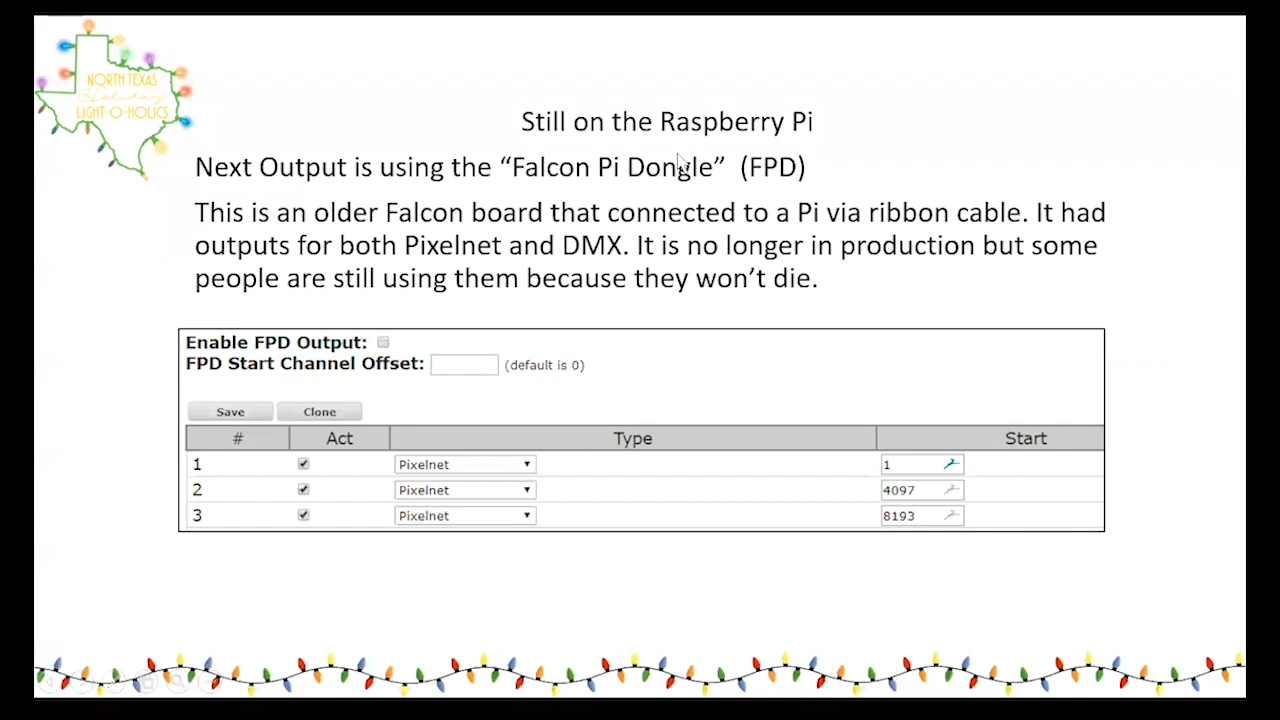 NORTH TEXAS
Holiday
LIGHT-O-HOLICS
Still on the Raspberry Pi
Next Output is using the “Falcon Pi Dongle” (FPD)
This is an older Falcon board that connected to a Pi via ribbon cable. It had
outputs for both Pixelnet and DMX. It is no longer in production but some
people are still using them because they won’t die.
Enable FPD Output:
FPD Start Channel Offset: (default is 0)
Save Clone
# Act Type Start
1 Pixelnet 1
2 Pixelnet 4097
3 Pixelnet 8193